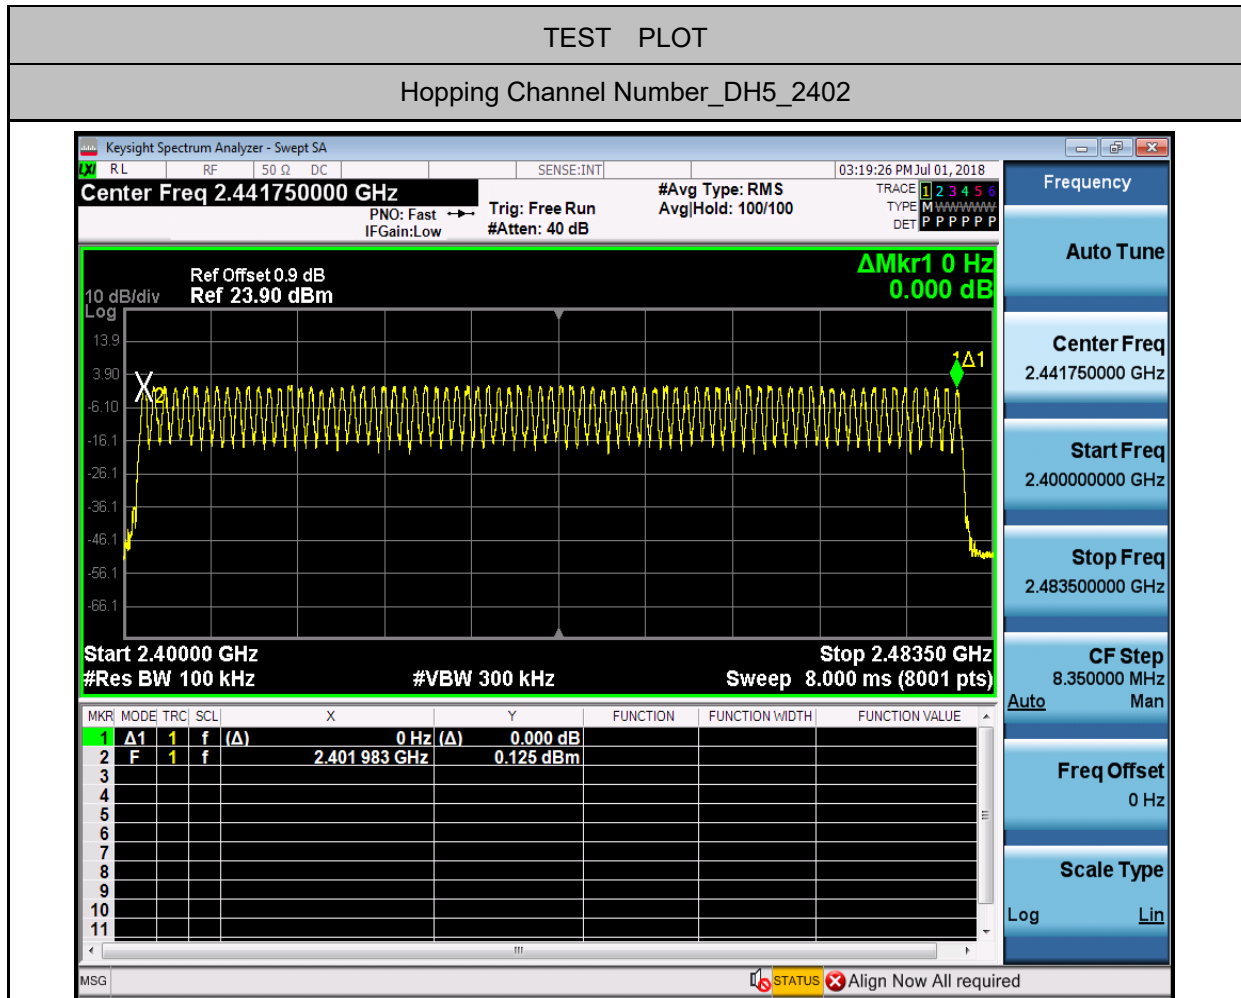 TEST PLOT
Hopping Channel Number_DH5_2402
Keysight Spectrum Analyzer - Swept SA
LXI RL RF 50 Ω DC SENSE:INT 03:19:26 PM Jul 01, 2018
Center Freq 2.441750000 GHz
PNO: Fast
IFGain:Low
Trig: Free Run
#Atten: 40 dB
#Avg Type: RMS
Avg|Hold: 100/100
TRACE 1 2 3 4 5 6
TYPE M WWWWW
DET P P P P P P
Ref Offset 0.9 dB
10 dB/div Ref 23.90 dBm
Log
ΔMkr1 0 Hz
0.000 dB
13.9
3.90
-6.10
-16.1
-26.1
-36.1
-46.1
-56.1
-66.1
X2
1Δ1
Start 2.40000 GHz Stop 2.48350 GHz
#Res BW 100 kHz #VBW 300 kHz Sweep 8.000 ms (8001 pts)
MKR MODE TRC SCL X Y FUNCTION FUNCTION WIDTH FUNCTION VALUE
1 Δ1 1 f (Δ) 0 Hz (Δ) 0.000 dB
2 F 1 f 2.401 983 GHz 0.125 dBm
3
4
5
6
7
8
9
10
11
MSG STATUS Align Now All required
Frequency
Auto Tune
Center Freq
2.441750000 GHz
Start Freq
2.400000000 GHz
Stop Freq
2.483500000 GHz
CF Step
8.350000 MHz
Auto Man
Freq Offset
0 Hz
Scale Type
Log Lin